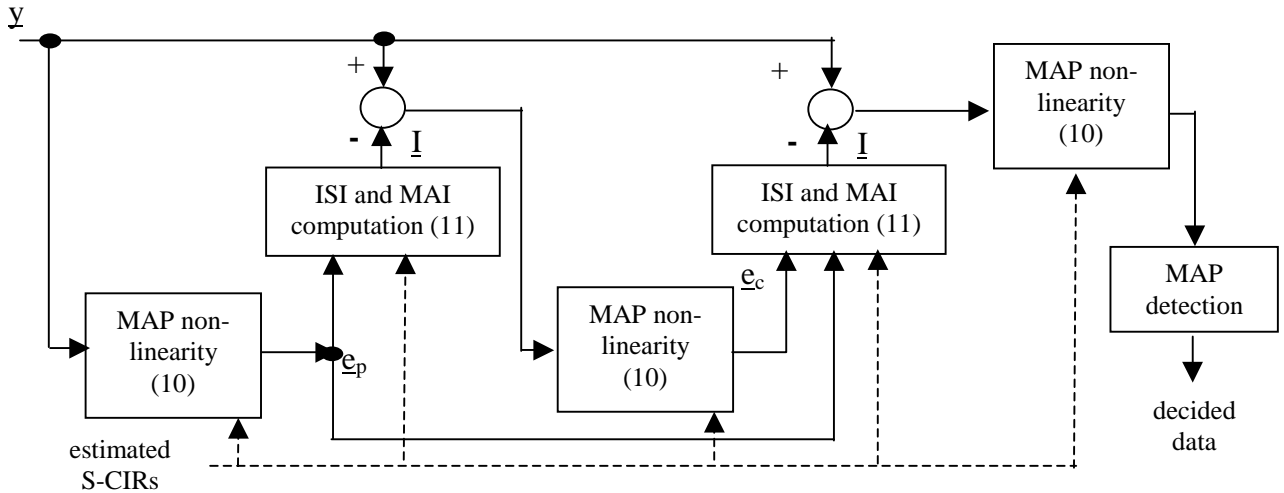 y
+
-
I
ISI and MAI
computation (11)
MAP non-
linearity
(10)
e_p
estimated
S-CIRs
MAP non-
linearity
(10)
e_c
+
-
I
ISI and MAI
computation (11)
MAP non-
linearity
(10)
MAP
detection
decided
data